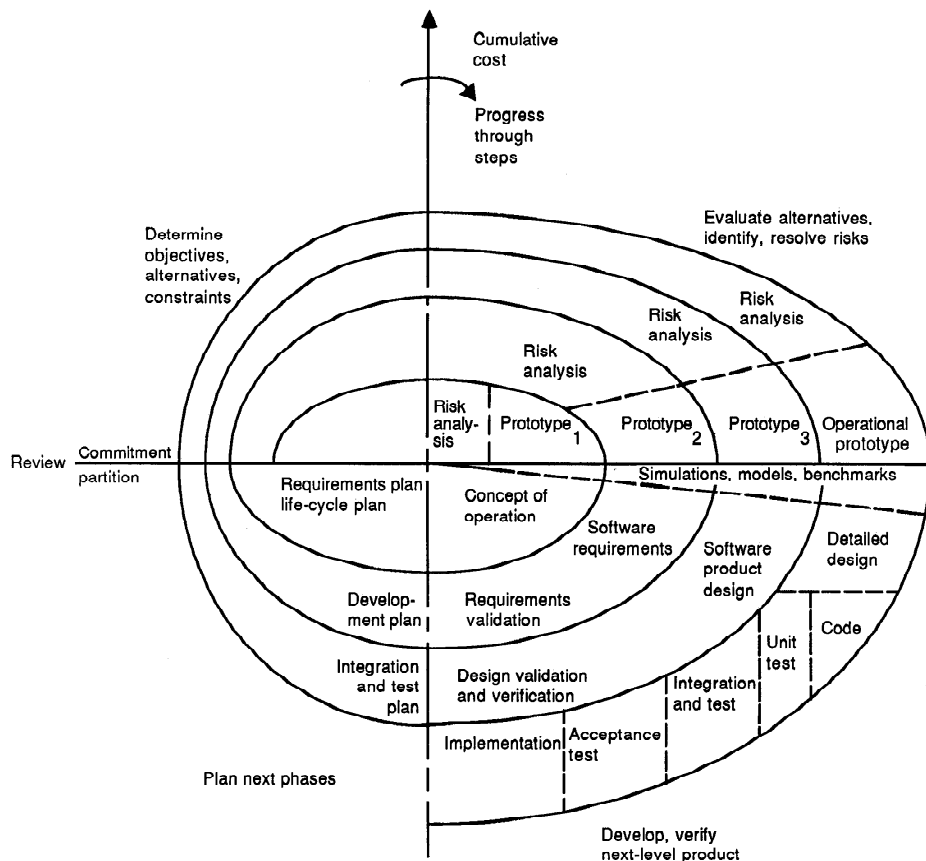 Cumulative
cost
Progress
through
steps
Evaluate alternatives,
identify, resolve risks
Determine
objectives,
alternatives,
constraints
Risk
analysis
Risk
analysis
Risk
analysis
Risk
analy-
sis
Prototype 1
Prototype 2
Prototype 3
Operational
prototype
Review
Commitment
partition
Simulations, models, benchmarks
Requirements plan
life-cycle plan
Concept of
operation
Software
requirements
Software
product
design
Detailed
design
Develop-
ment plan
Requirements
validation
Code
Unit
test
Integration
and test
plan
Design validation
and verification
Integration
and test
Implementation
Acceptance
test
Plan next phases
Develop, verify
next-level product